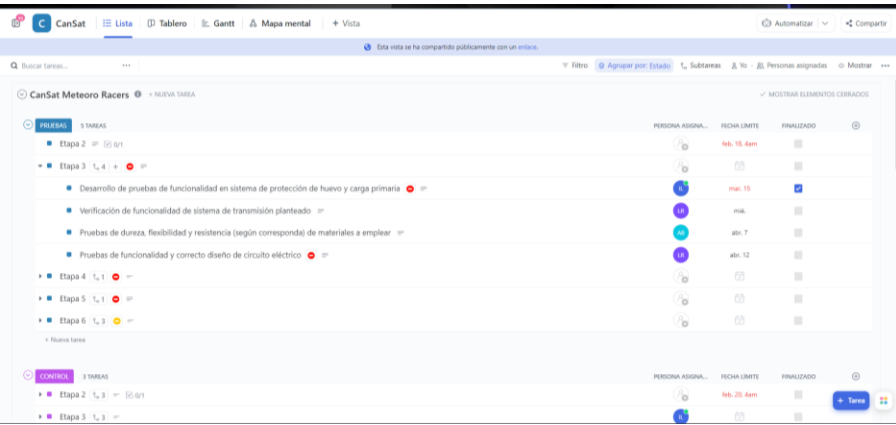 C CanSat Lista Tablero Gantt Mapa mental + Vista Automatizar Compartir
Esta vista se ha compartido públicamente con un enlace.
Buscar tareas... Filtro Agrupar por: Estado Subtareas Yo Personas asignadas Mostrar
CanSat Meteoro Racers + NUEVA TAREA MOSTRAR ELEMENTOS CERRADOS
PRUEBAS 5 TAREAS PERSONA ASIGNA... FECHA LÍMITE FINALIZADO
Etapa 2 0/1 feb. 18, 4am
Etapa 3 4 +
Desarrollo de pruebas de funcionalidad en sistema de protección de huevo y carga primaria IL mar. 15
Verificación de funcionalidad de sistema de transmisión planteado LR mié.
Pruebas de dureza, flexibilidad y resistencia (según corresponda) de materiales a emplear AB abr. 7
Pruebas de funcionalidad y correcto diseño de circuito eléctrico LR abr. 12
Etapa 4 1
Etapa 5 1
Etapa 6 3
+ Nueva tarea
CONTROL 3 TAREAS PERSONA ASIGNA... FECHA LÍMITE FINALIZADO
Etapa 2 3 0/1 feb. 20, 4am
Etapa 3 3 IL
+ Tarea